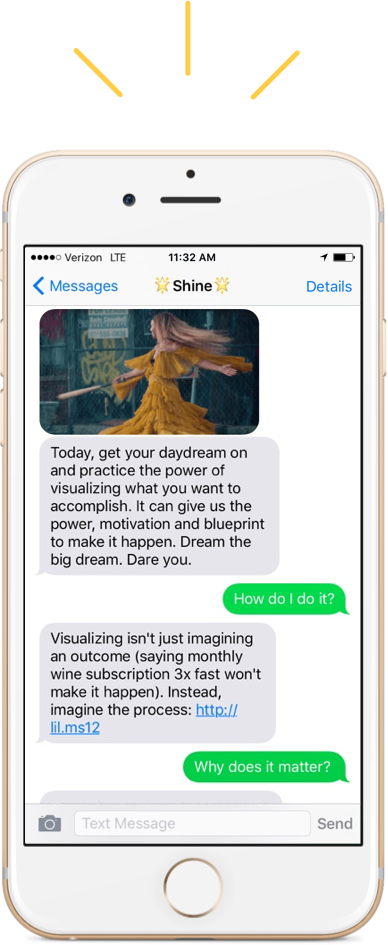 Verizon LTE 11:32 AM
Messages Shine Details
Today, get your daydream on
and practice the power of
visualizing what you want to
accomplish. It can give us the
power, motivation and blueprint
to make it happen. Dream the
big dream. Dare you.
How do I do it?
Visualizing isn't just imagining
an outcome (saying monthly
wine subscription 3x fast won't
make it happen). Instead,
imagine the process: http://
lil.ms12
Why does it matter?
Text Message Send